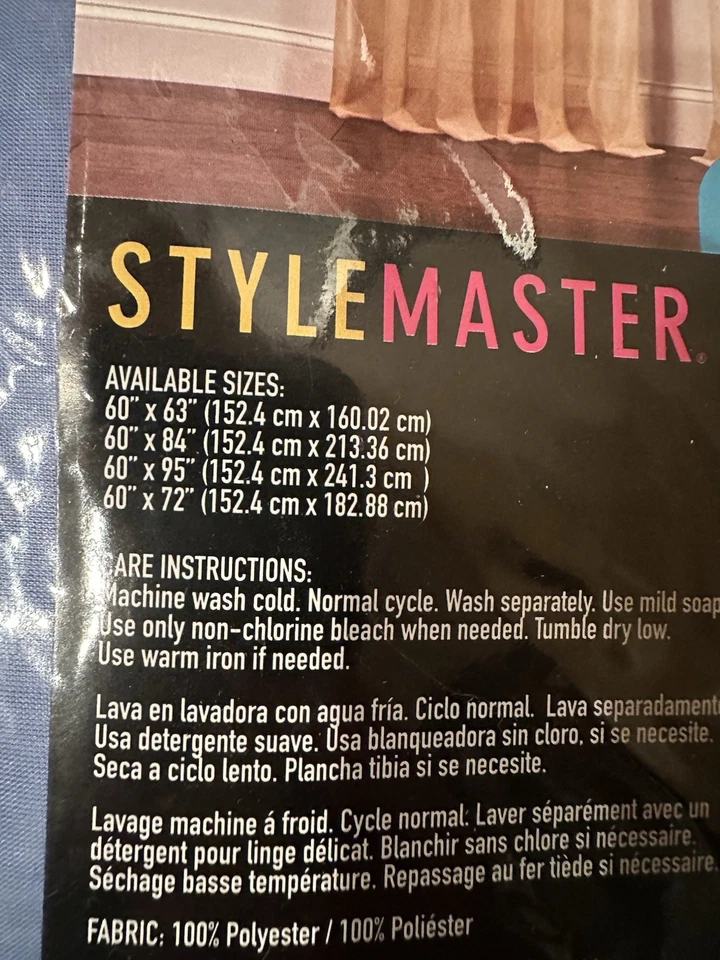 STYLEMASTER®
AVAILABLE SIZES:
60” x 63” (152.4 cm x 160.02 cm)
60” x 84” (152.4 cm x 213.36 cm)
60” x 95” (152.4 cm x 241.3 cm )
60” x 72” (152.4 cm x 182.88 cm)
CARE INSTRUCTIONS:
Machine wash cold. Normal cycle. Wash separately. Use mild soap
Use only non-chlorine bleach when needed. Tumble dry low.
Use warm iron if needed.
Lava en lavadora con agua fría. Ciclo normal. Lava separadamente
Usa detergente suave. Usa blanqueadora sin cloro, si se necesite.
Seca a ciclo lento. Plancha tibia si se necesite.
Lavage machine á froid. Cycle normal. Laver séparément avec un
détergent pour linge délicat. Blanchir sans chlore si nécessaire.
Séchage basse température. Repassage au fer tiède si nécessaire.
FABRIC: 100% Polyester / 100% Poliéster